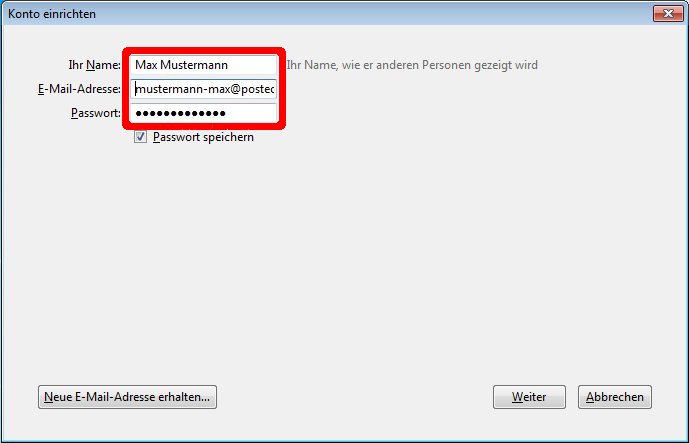 Konto einrichten
Ihr Name: Max Mustermann Ihr Name, wie er anderen Personen gezeigt wird
E-Mail-Adresse: mustermann-max@postec
Passwort: ●●●●●●●●●●●●●
Passwort speichern
Neue E-Mail-Adresse erhalten... Weiter Abbrechen